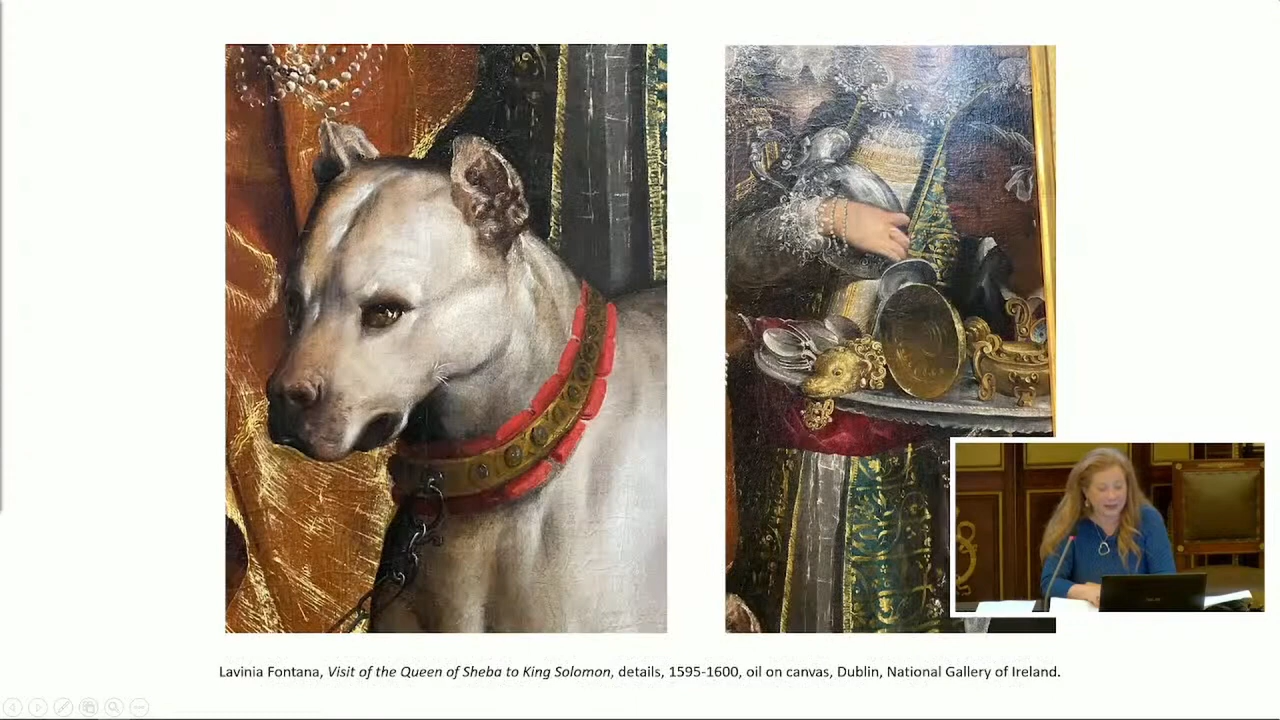 Lavinia Fontana, Visit of the Queen of Sheba to King Solomon, details, 1595-1600, oil on canvas, Dublin, National Gallery of Ireland.